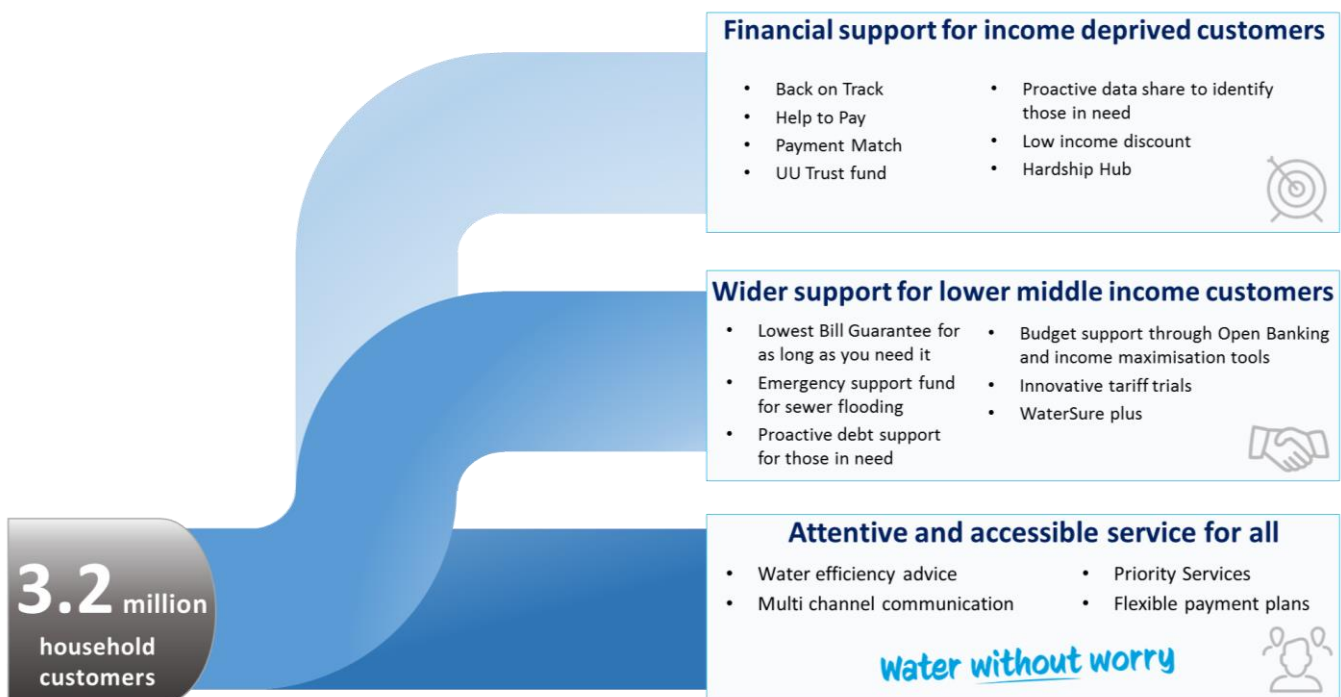 Financial support for income deprived customers
• Back on Track
• Help to Pay
• Payment Match
• UU Trust fund
• Proactive data share to identify
those in need
• Low income discount
• Hardship Hub
Wider support for lower middle income customers
• Lowest Bill Guarantee for
as long as you need it
• Emergency support fund
for sewer flooding
• Proactive debt support
for those in need
• Budget support through Open Banking
and income maximisation tools
• Innovative tariff trials
• WaterSure plus
3.2 million
household
customers
Attentive and accessible service for all
• Water efficiency advice
• Multi channel communication
• Priority Services
• Flexible payment plans
Water without worry